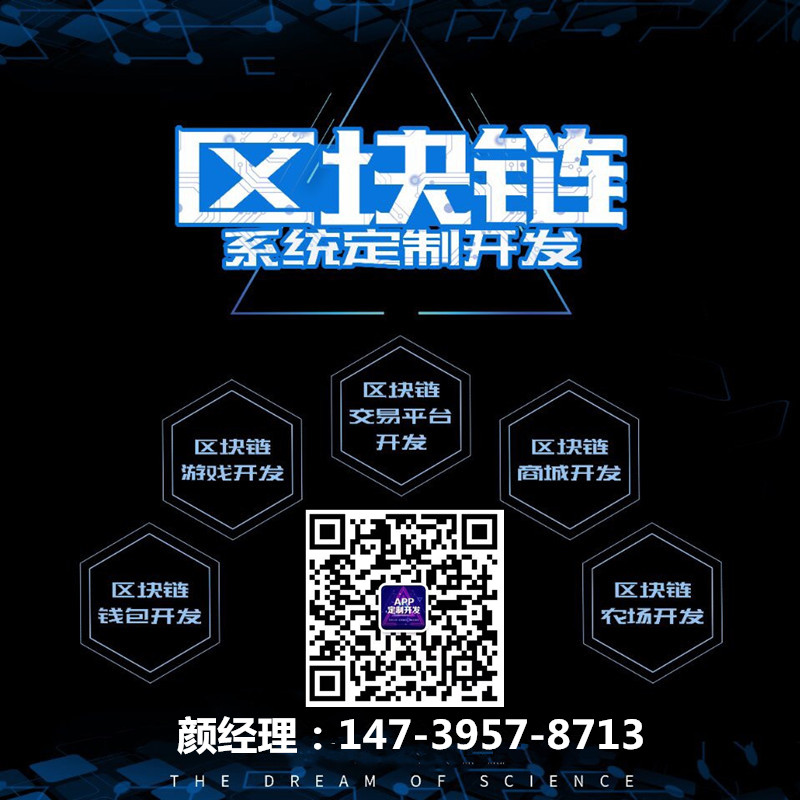 区块链
系统定制开发
区块链
交易平台
开发
区块链
游戏开发
区块链
商城开发
区块链
钱包开发
APP
定制开发
区块链
农场开发
颜经理：147-3957-8713
THE DREAM OF SCIENCE